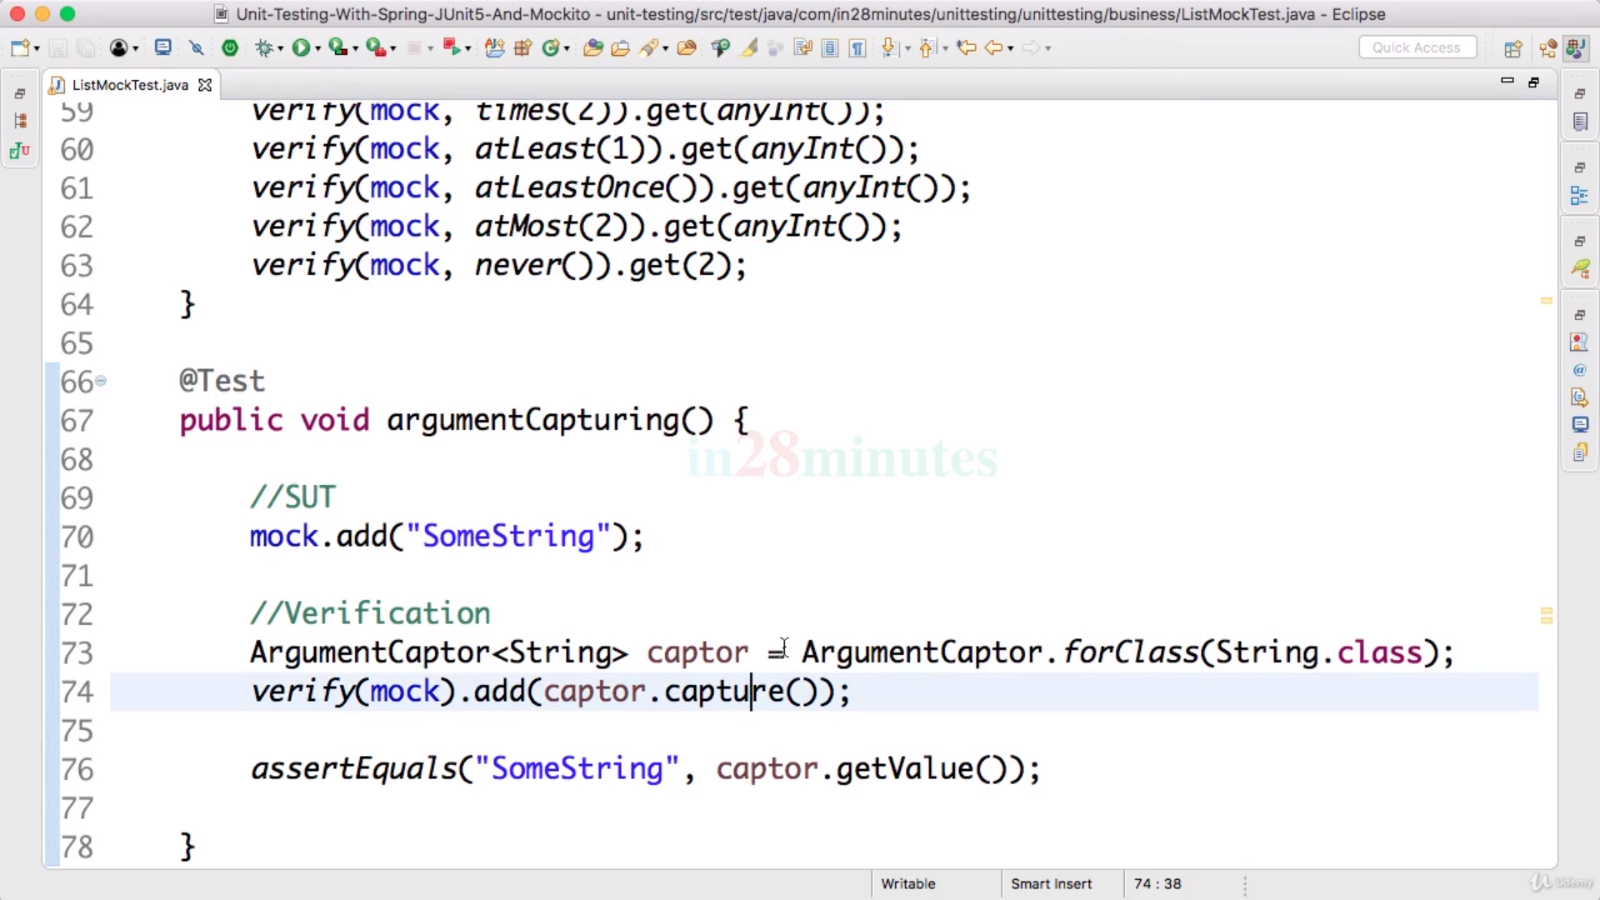 Unit-Testing-With-Spring-JUnit5-And-Mockito - unit-testing/src/test/java/com/in28minutes/unittesting/unittesting/business/ListMockTest.java - Eclipse
Quick Access
ListMockTest.java
59 verify(mock, times(2)).get(anyInt());
60 verify(mock, atLeast(1)).get(anyInt());
61 verify(mock, atLeastOnce()).get(anyInt());
62 verify(mock, atMost(2)).get(anyInt());
63 verify(mock, never()).get(2);
64 }
65
66 @Test
67 public void argumentCapturing() {
in28minutes
68
69 //SUT
70 mock.add("SomeString");
71
72 //Verification
73 ArgumentCaptor<String> captor = ArgumentCaptor.forClass(String.class);
74 verify(mock).add(captor.capture());
75
76 assertEquals("SomeString", captor.getValue());
77
78 }
Writable Smart Insert 74 : 38
Udemy